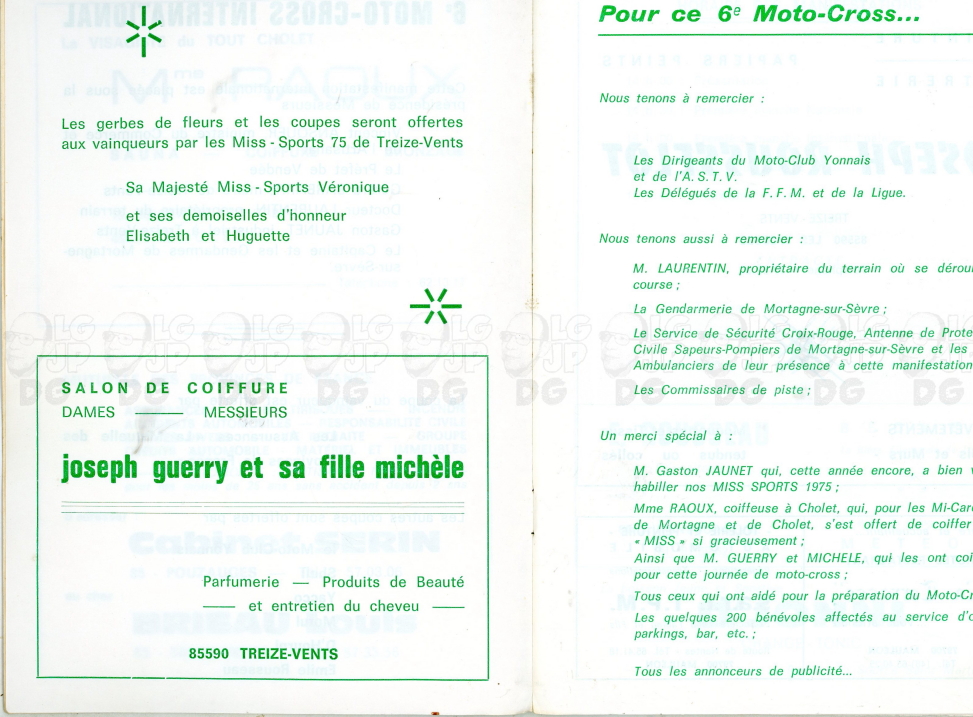 Les gerbes de fleurs et les coupes seront offertes
aux vainqueurs par les Miss - Sports 75 de Treize-Vents
Sa Majesté Miss - Sports Véronique
et ses demoiselles d'honneur
Elisabeth et Huguette
SALON DE COIFFURE
DAMES —— MESSIEURS
joseph guerry et sa fille michèle
Parfumerie — Produits de Beauté
—— et entretien du cheveu ——
85590 TREIZE-VENTS
Pour ce 6e Moto-Cross...
Nous tenons à remercier :
Les Dirigeants du Moto-Club Yonnais
et de l'A. S. T. V.
Les Délégués de la F. F. M. et de la Ligue.
Nous tenons aussi à remercier :
M. LAURENTIN, propriétaire du terrain où se dérou
course ;
La Gendarmerie de Mortagne-sur-Sèvre ;
Le Service de Sécurité Croix-Rouge, Antenne de Prote
Civile Sapeurs-Pompiers de Mortagne-sur-Sèvre et les
Ambulanciers de leur présence à cette manifestation
Les Commissaires de piste ;
Un merci spécial à :
M. Gaston JAUNET qui, cette année encore, a bien v
habiller nos MISS SPORTS 1975 ;
Mme RAOUX, coiffeuse à Cholet, qui, pour les Mi-Car
de Mortagne et de Cholet, s'est offert de coiffer
« MISS » si gracieusement ;
Ainsi que M. GUERRY et MICHELE, qui les ont coi
pour cette journée de moto-cross ;
Tous ceux qui ont aidé pour la préparation du Moto-Cr
Les quelques 200 bénévoles affectés au service d'o
parkings, bar, etc. ;
Tous les annonceurs de publicité...
LGJPDG